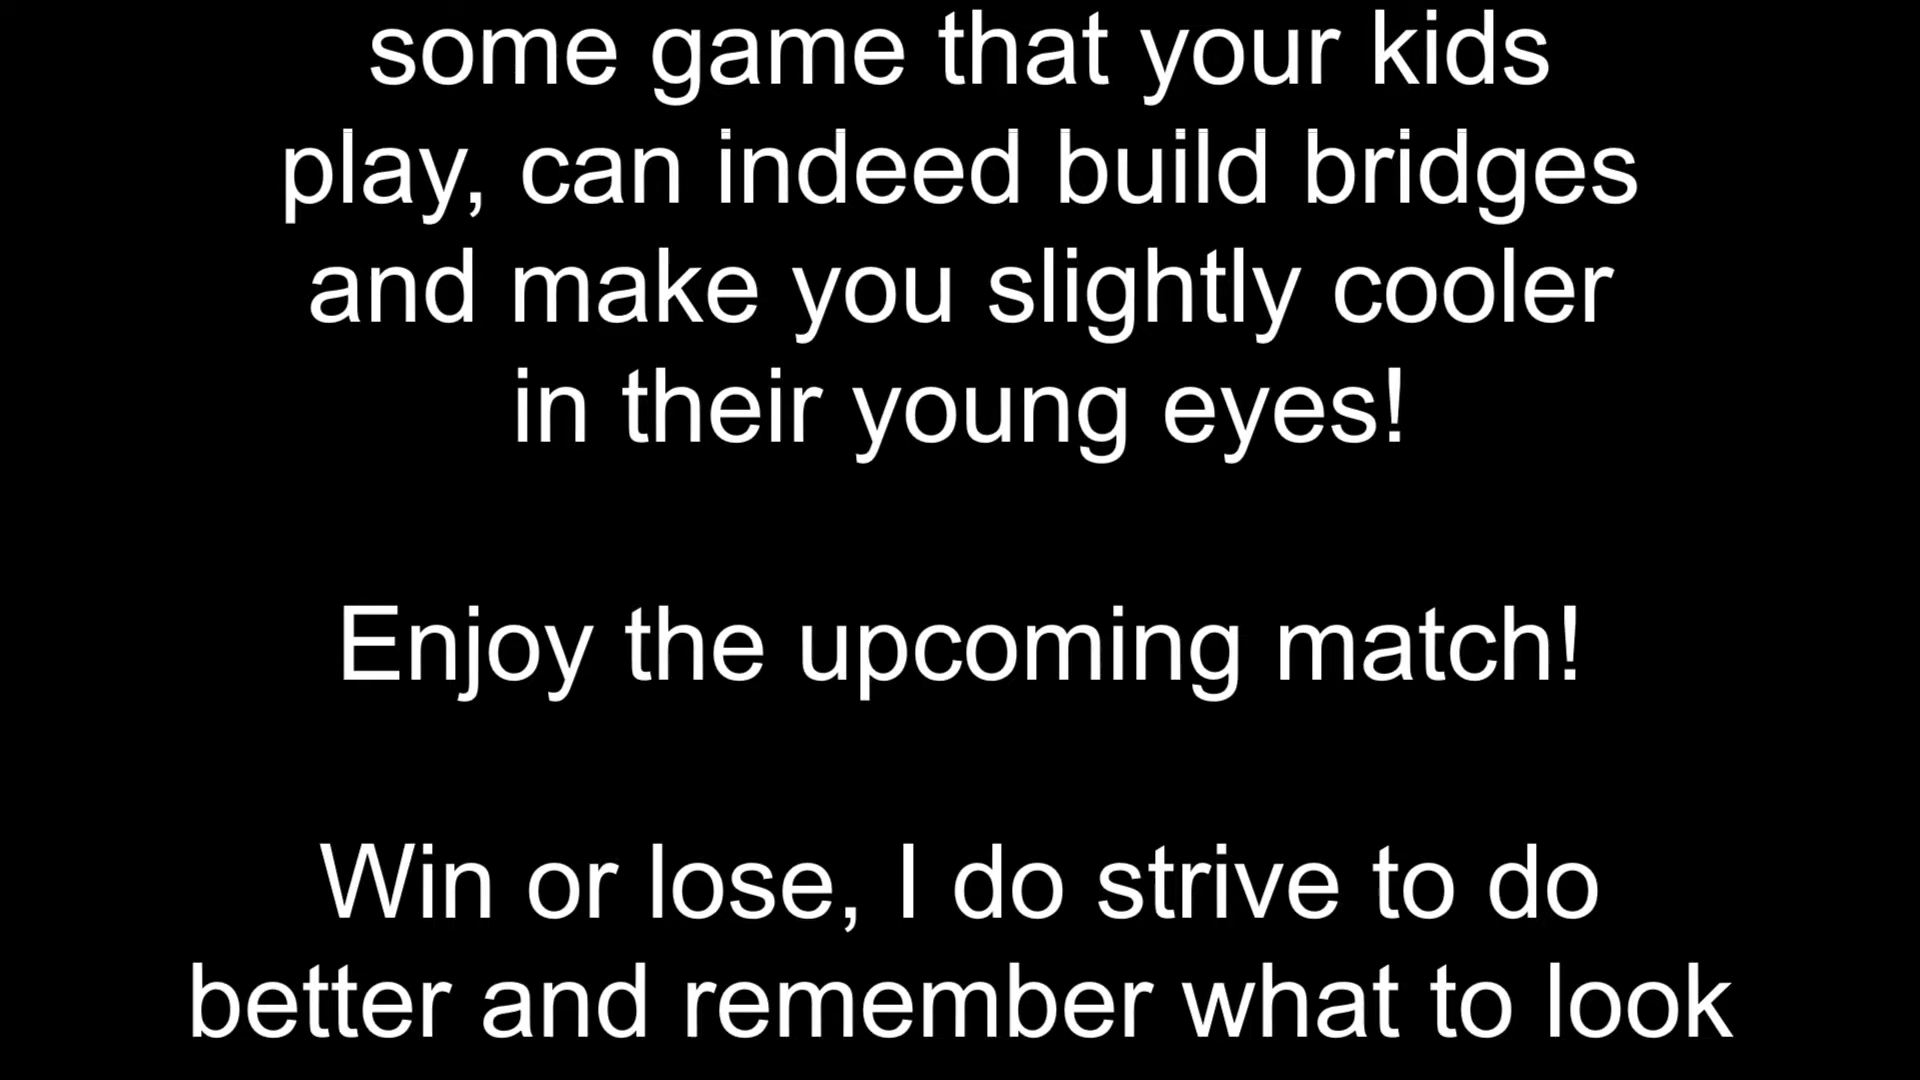 some game that your kids
play, can indeed build bridges
and make you slightly cooler
in their young eyes!
Enjoy the upcoming match!
Win or lose, I do strive to do
better and remember what to look